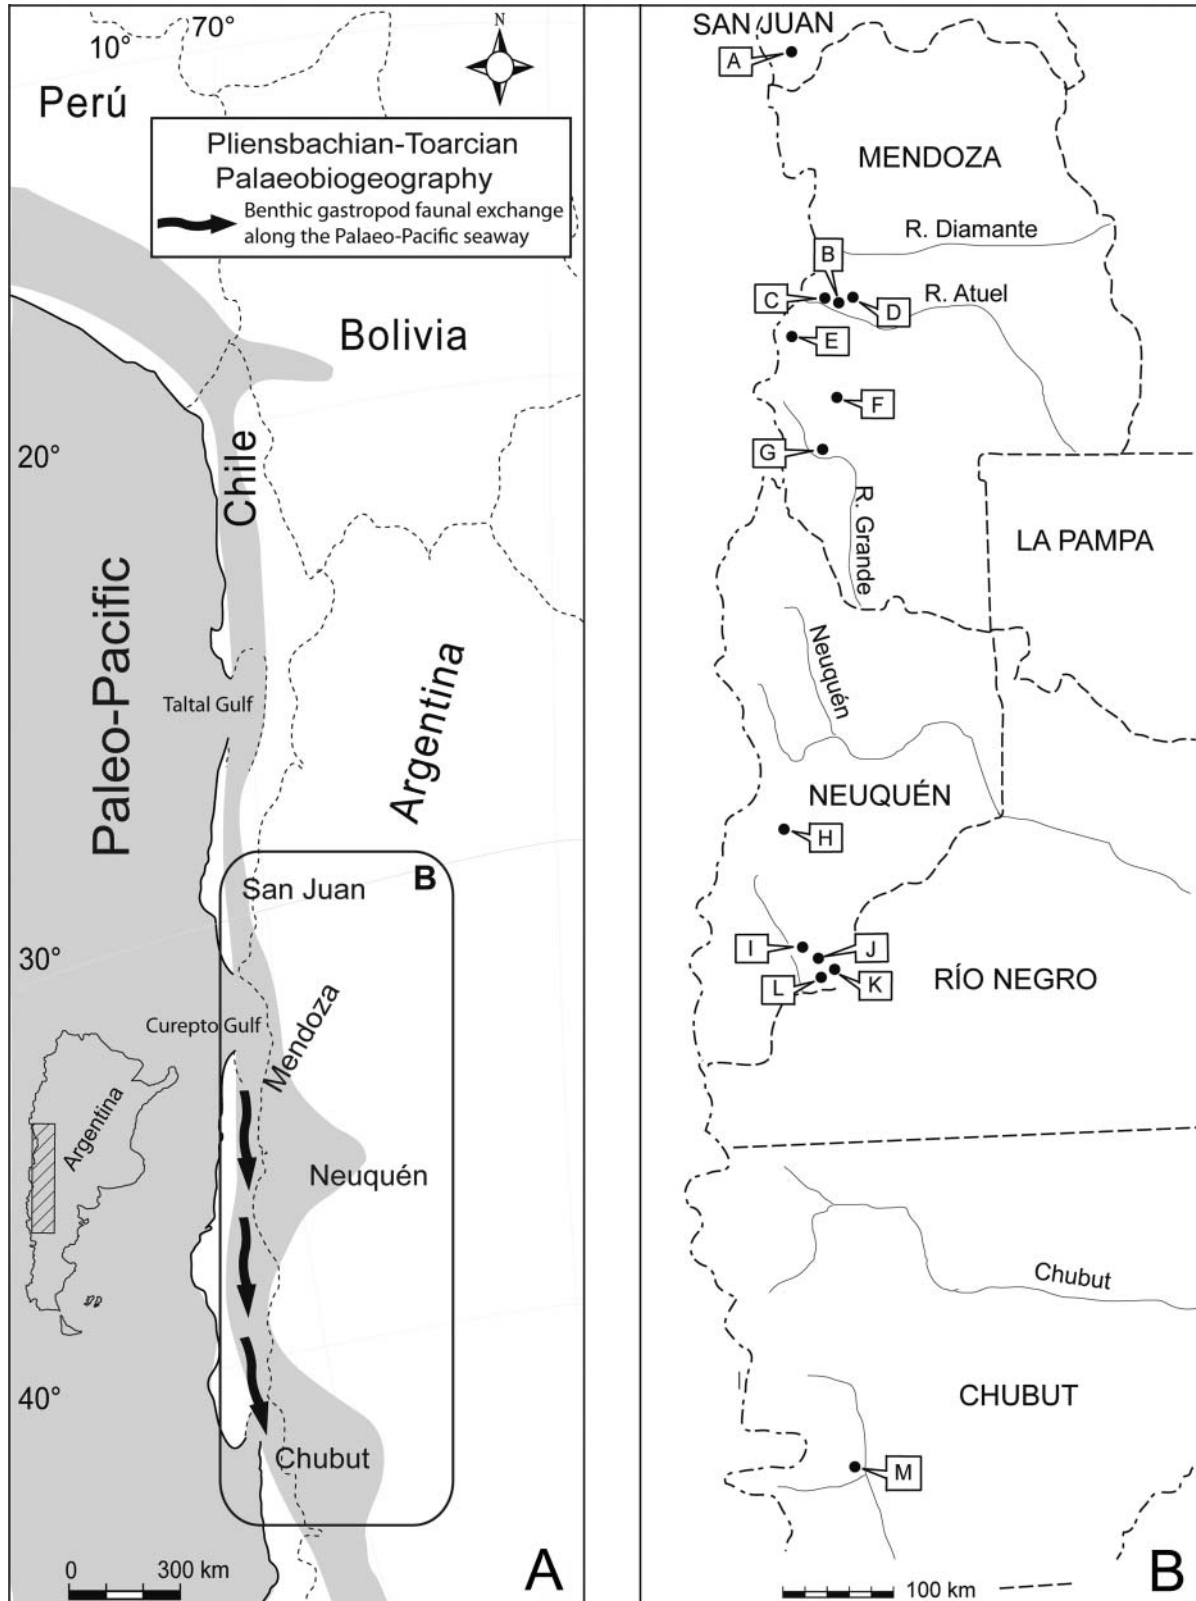 70°
10°
N
Perú
Pliensbachian-Toarcian
Palaeobiogeography
Benthic gastropod faunal exchange
along the Palaeo-Pacific seaway
Bolivia
Chile
20°
Paleo-Pacific
Taltal Gulf
Argentina
B
San Juan
30°
Curepto Gulf
Mendoza
Argentina
Neuquén
40°
Chubut
0 300 km
A
SAN JUAN
A
MENDOZA
R. Diamante
B
C
D
R. Atuel
E
F
G
R. Grande
LA PAMPA
Neuquén
NEUQUÉN
H
I
J
K
L
RÍO NEGRO
Chubut
CHUBUT
M
100 km
B